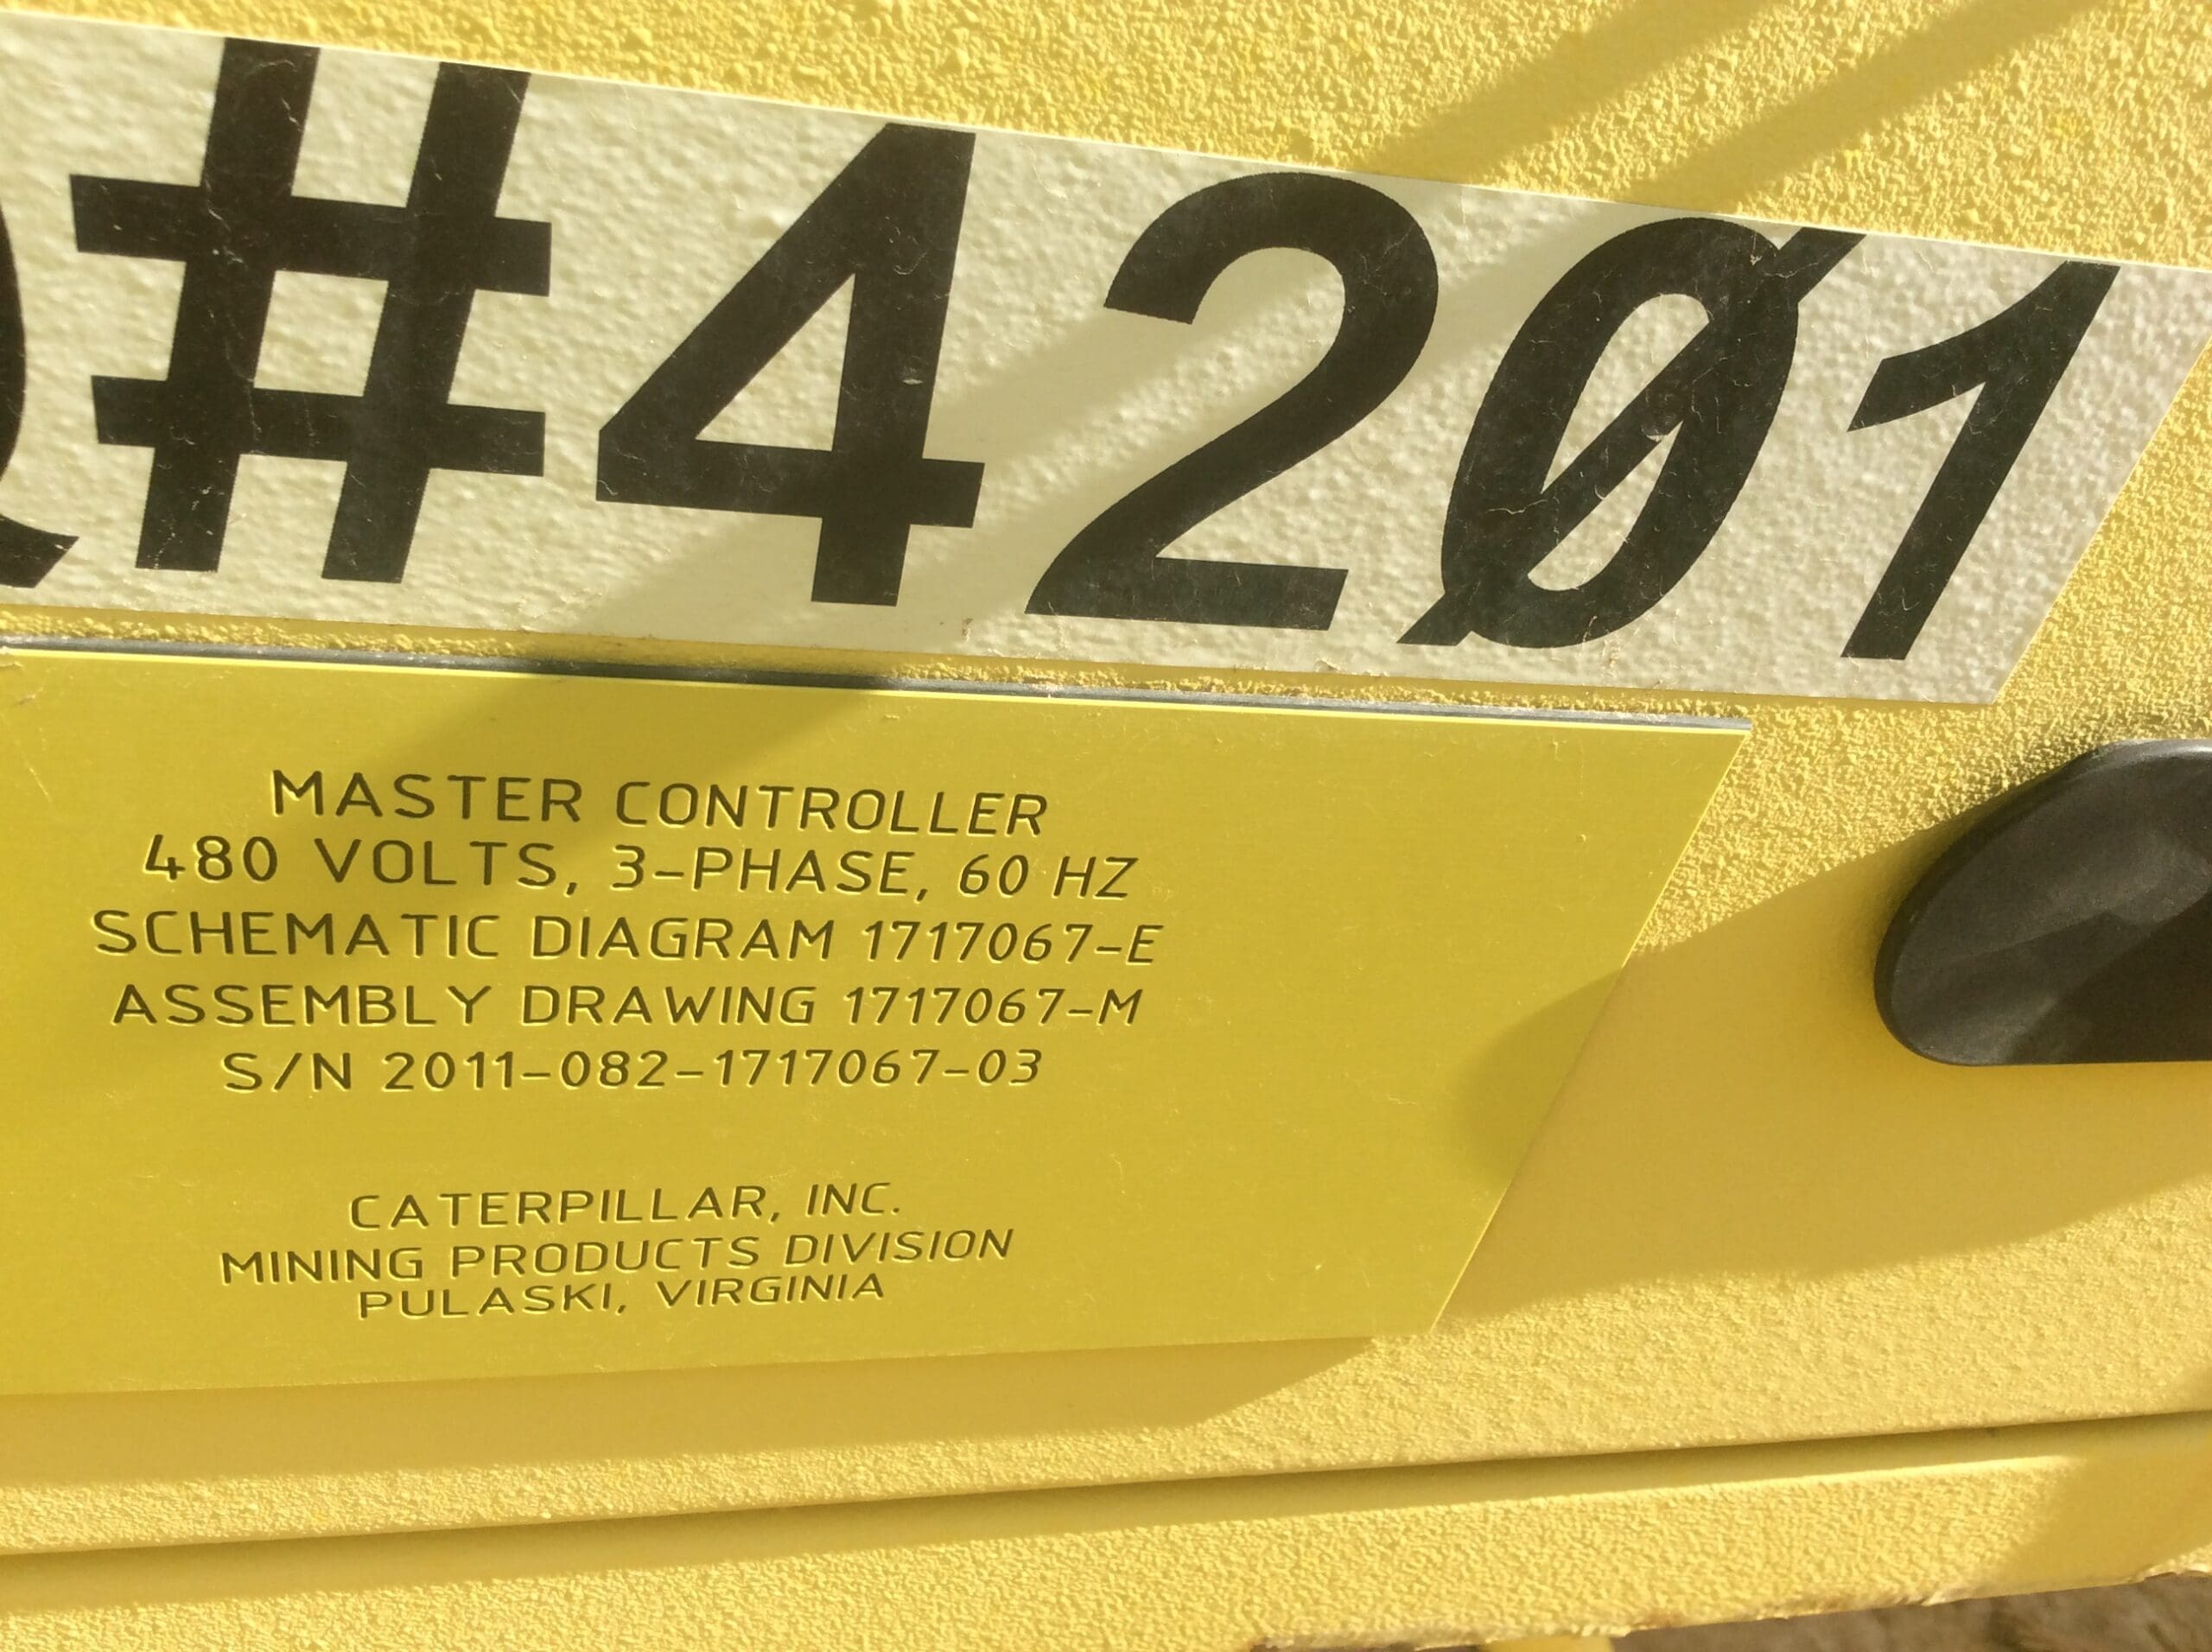 Q#42Ø1
MASTER CONTROLLER
480 VOLTS, 3-PHASE, 60 HZ
SCHEMATIC DIAGRAM 1717067-E
ASSEMBLY DRAWING 1717067-M
S/N 2011-082-1717067-03
CATERPILLAR, INC.
MINING PRODUCTS DIVISION
PULASKI, VIRGINIA